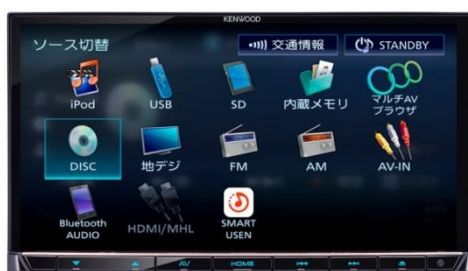 KENWOOD
ソース切替
交通情報
STANDBY
iPod
USB
SD
内蔵メモリ
マルチAV
ブラウザ
DISC
地デジ
FM
AM
AV-IN
Bluetooth
AUDIO
HDMI/MHL
SMART
USEN
AV
HOME